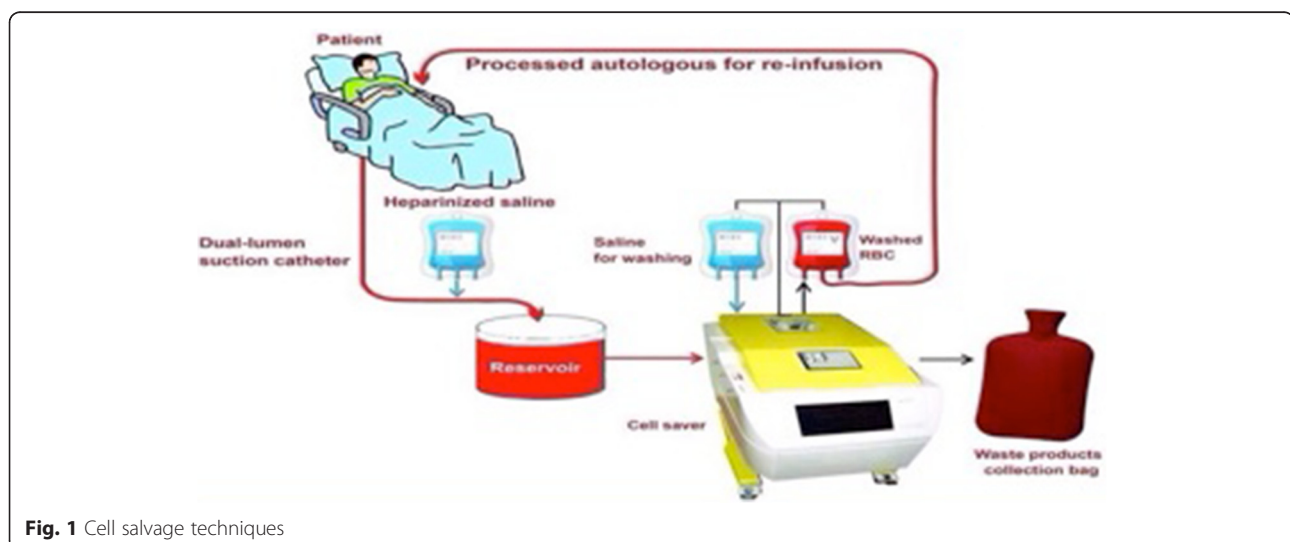 Patient
Processed autologous for re-infusion
Heparinized saline
Dual-lumen
suction catheter
Saline
for washing
Washed
RBC
Reservoir
Cell saver
Waste products
collection bag
Fig. 1 Cell salvage techniques